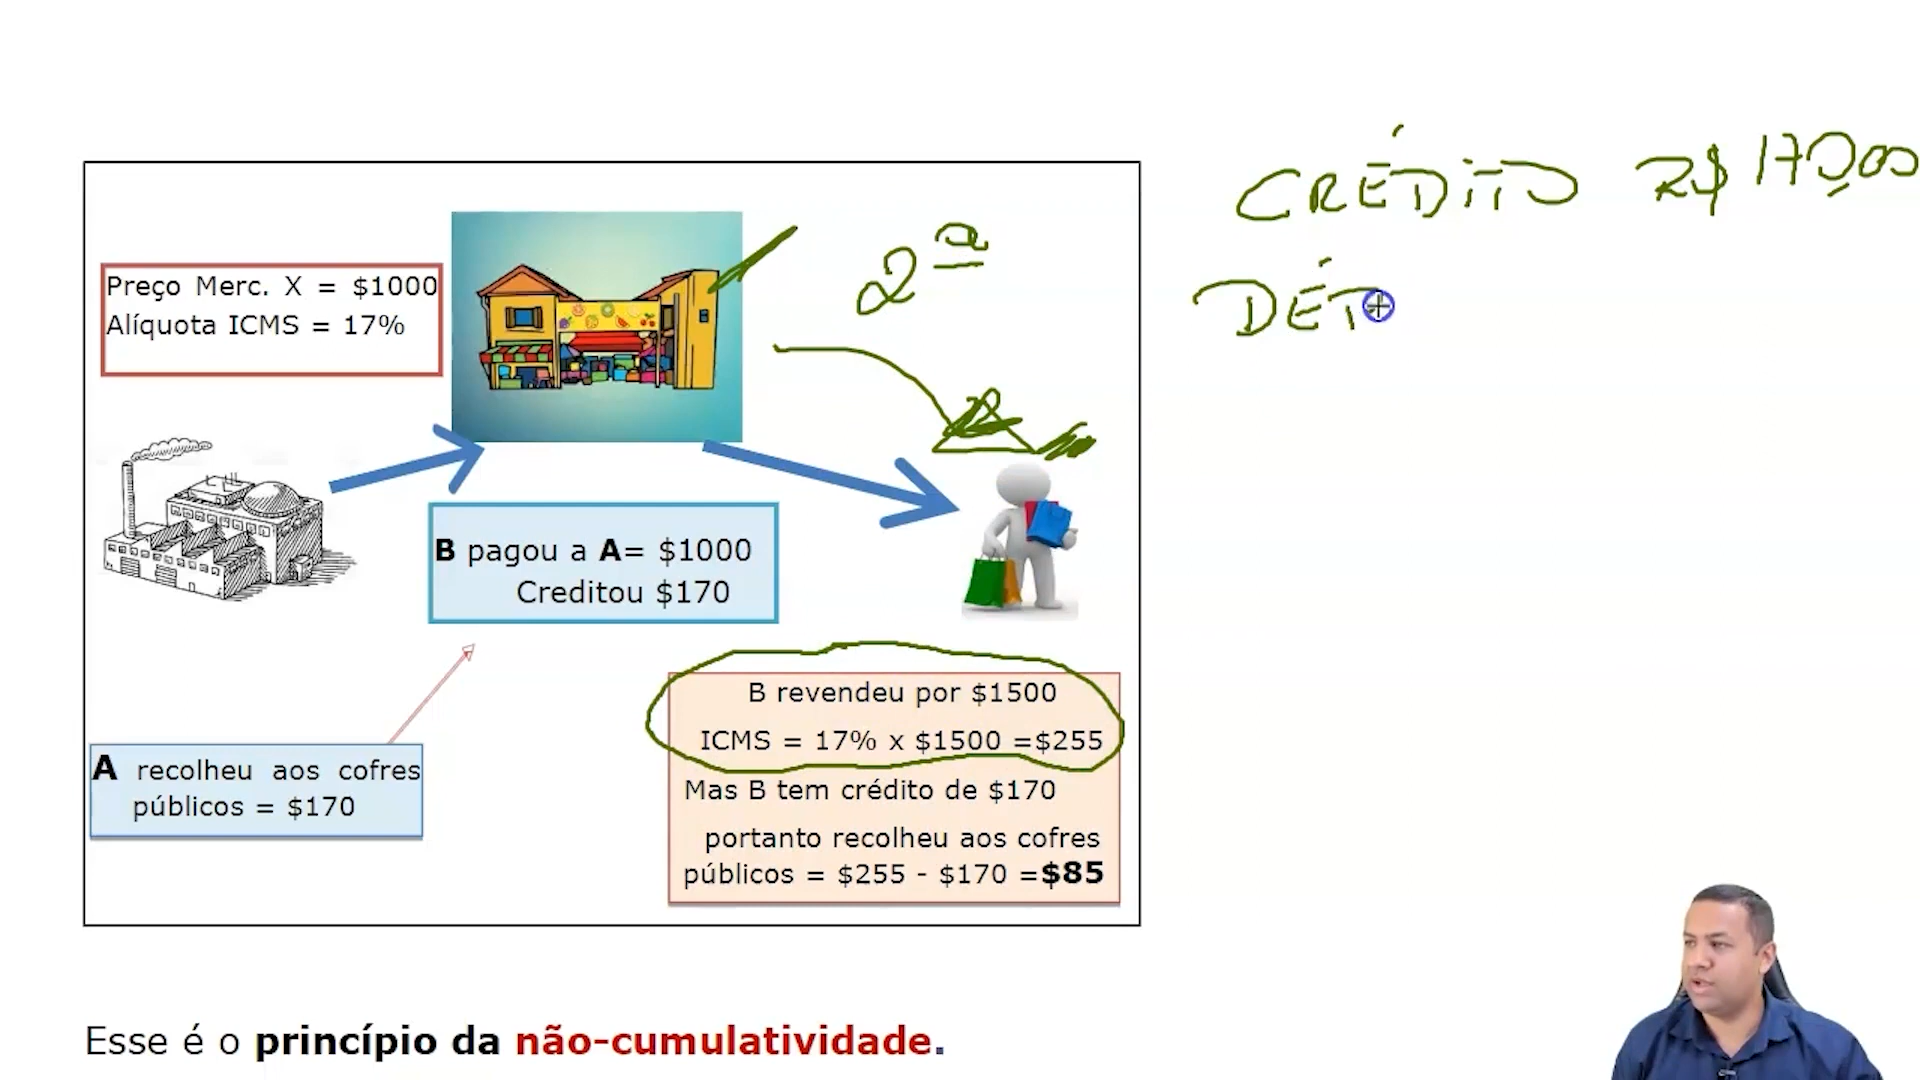 Preço Merc. X = $1000
Alíquota ICMS = 17%
B pagou a A= $1000
Creditou $170
A recolheu aos cofres
públicos = $170
B revendeu por $1500
ICMS = 17% x $1500 =$255
Mas B tem crédito de $170
portanto recolheu aos cofres
públicos = $255 - $170 =$85
2ª
CRÉDITO R$ 170,00
DÉB
Esse é o princípio da não-cumulatividade.